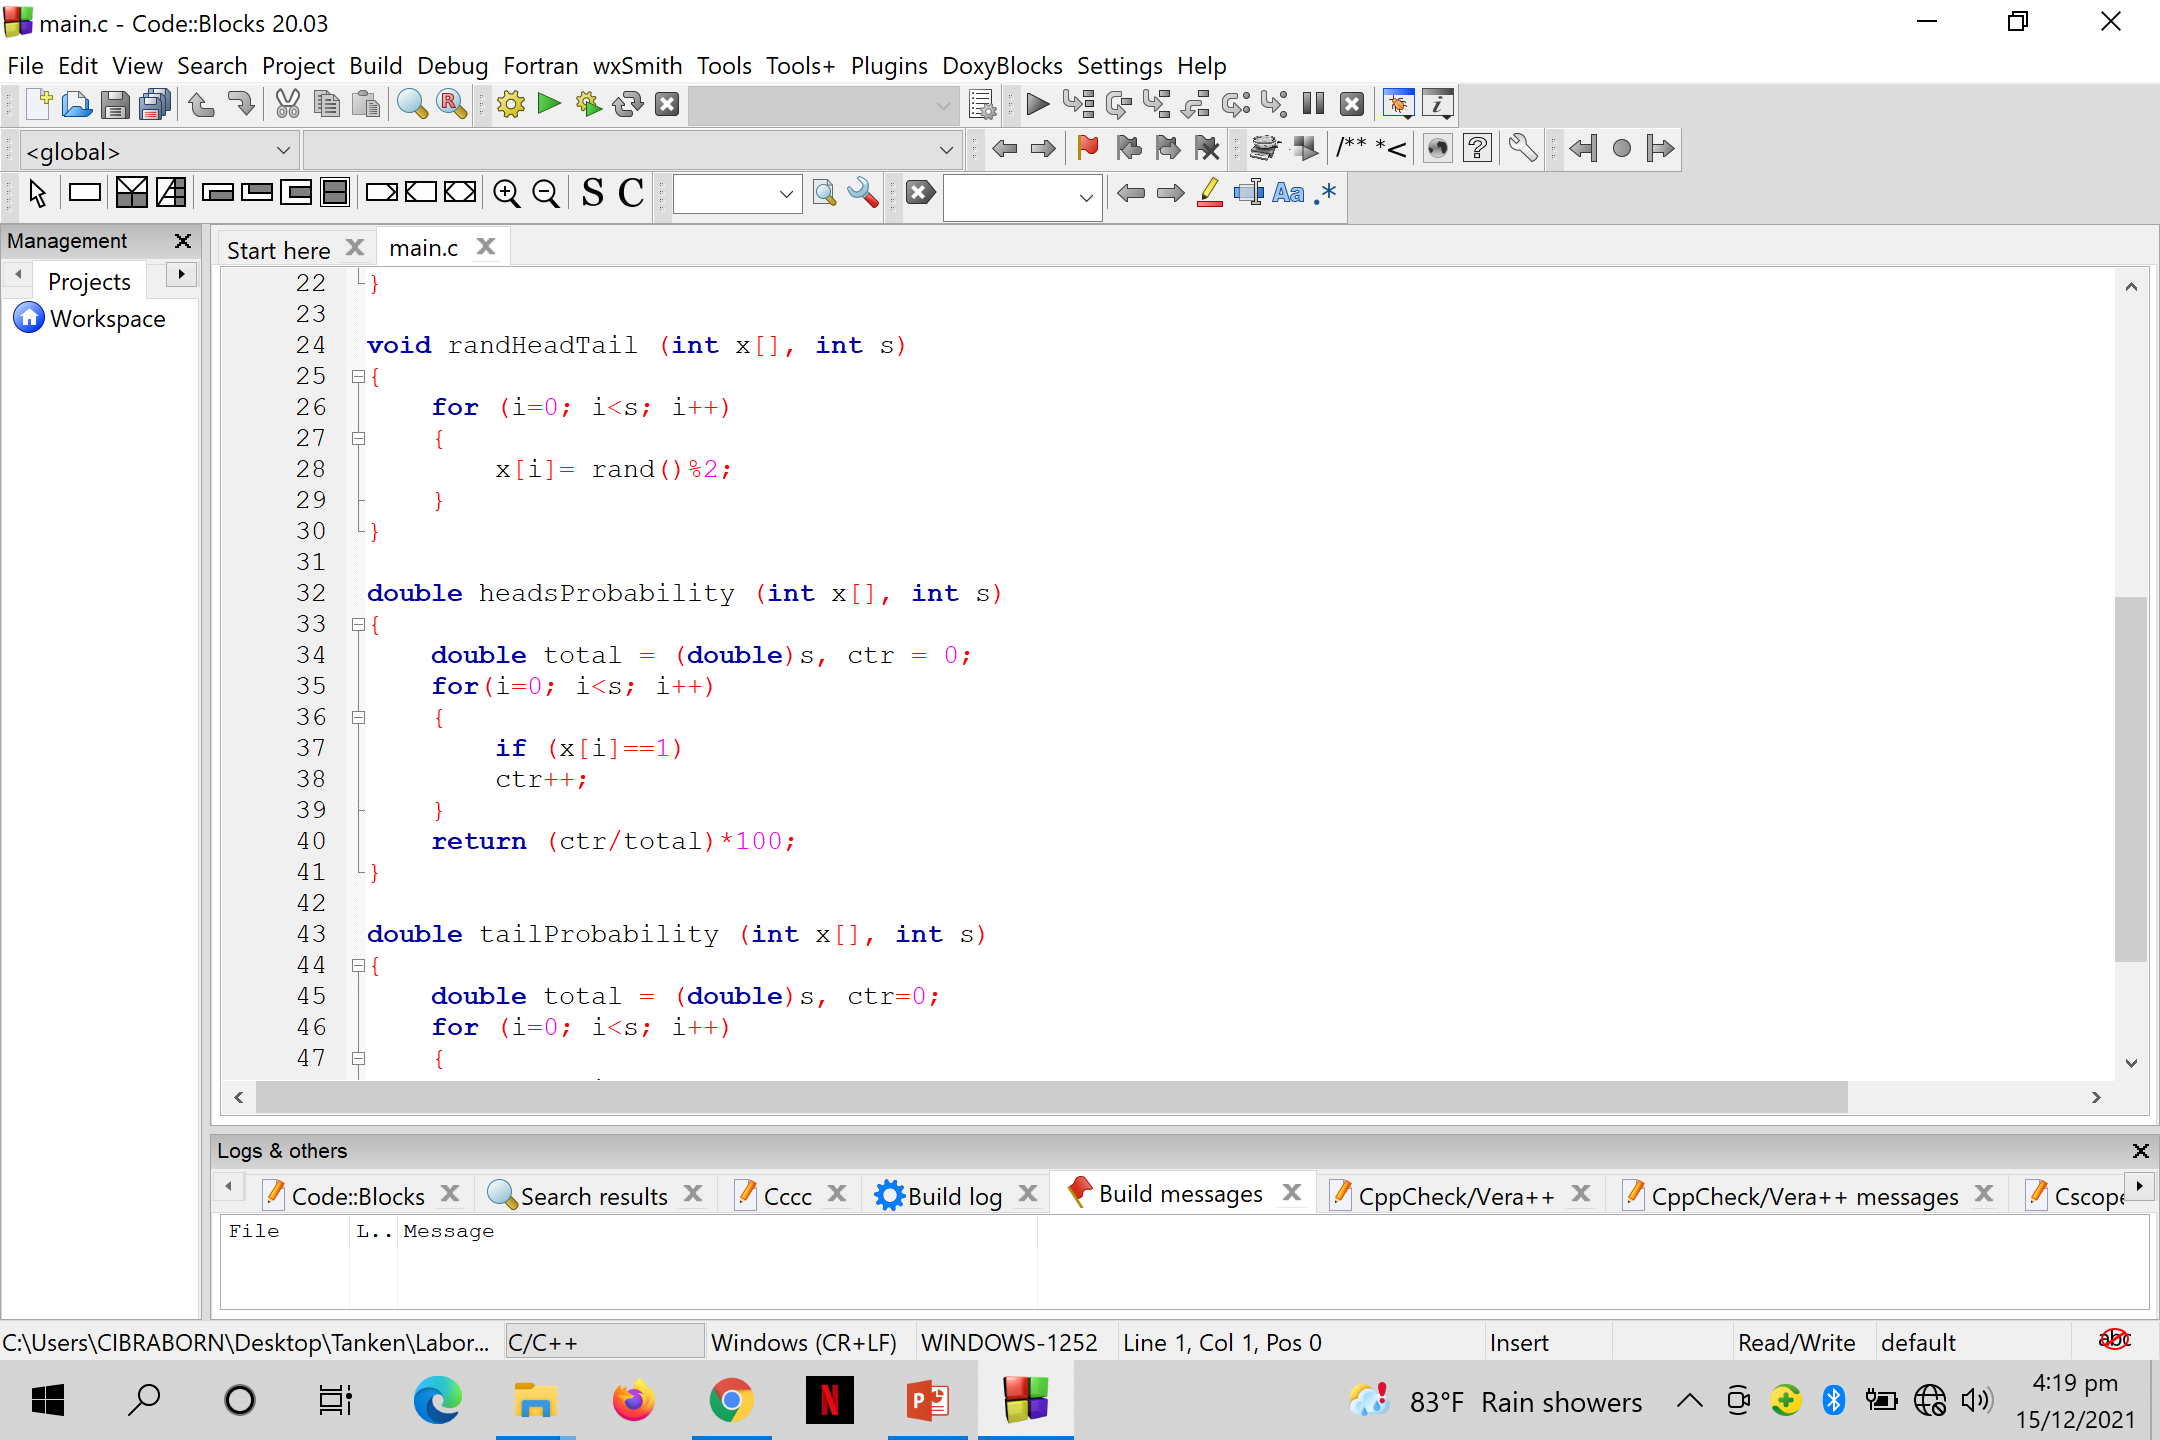 main.c - Code::Blocks 20.03
File Edit View Search Project Build Debug Fortran wxSmith Tools Tools+ Plugins DoxyBlocks Settings Help
<global>
/** *<
S C
Aa .*
Management
Projects
Workspace
Start here
main.c
22 }
23
24 void randHeadTail (int x[], int s)
25 {
26     for (i=0; i<s; i++)
27     {
28         x[i]= rand()%2;
29     }
30 }
31
32 double headsProbability (int x[], int s)
33 {
34     double total = (double)s, ctr = 0;
35     for(i=0; i<s; i++)
36     {
37         if (x[i]==1)
38         ctr++;
39     }
40     return (ctr/total)*100;
41 }
42
43 double tailProbability (int x[], int s)
44 {
45     double total = (double)s, ctr=0;
46     for (i=0; i<s; i++)
47     {
Logs & others
Code::Blocks
Search results
Cccc
Build log
Build messages
CppCheck/Vera++
CppCheck/Vera++ messages
Cscope
File L.. Message
C:\Users\CIBRABORN\Desktop\Tanken\Labor... C/C++ Windows (CR+LF) WINDOWS-1252 Line 1, Col 1, Pos 0 Insert Read/Write default abc
83°F Rain showers
4:19 pm
15/12/2021